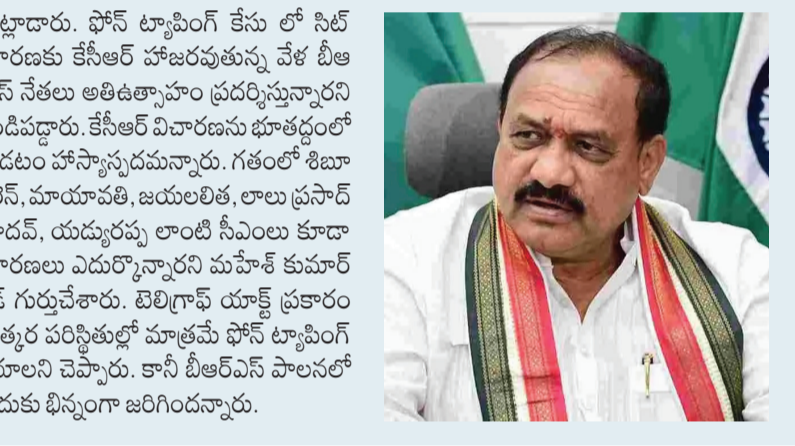 ట్లాడారు. ఫోన్ ట్యాపింగ్ కేసు లో సిట్
ారణకు కేసీఆర్ హాజరవుతున్న వేళ బీఆ
స్ నేతలు అతిఉత్సాహం ప్రదర్శిస్తున్నారని
ండిపడ్డారు. కేసీఆర్ విచారణను భూతద్దంలో
డటం హాస్యాస్పదమన్నారు. గతంలో శిబూ
రెన్, మాయావతి, జయలలిత, లాలు ప్రసాద్
ాదవ్, యడ్యురప్ప లాంటి సీఎంలు కూడా
ారణలు ఎదుర్కొన్నారని మహేశ్ కుమార్
డ్ గుర్తుచేశారు. టెలిగ్రాఫ్ యాక్ట్ ప్రకారం
త్కర పరిస్థితుల్లో మాత్రమే ఫోన్ ట్యాపింగ్
యాలని చెప్పారు. కానీ బీఆర్ఎస్ పాలనలో
దుకు భిన్నంగా జరిగిందన్నారు.